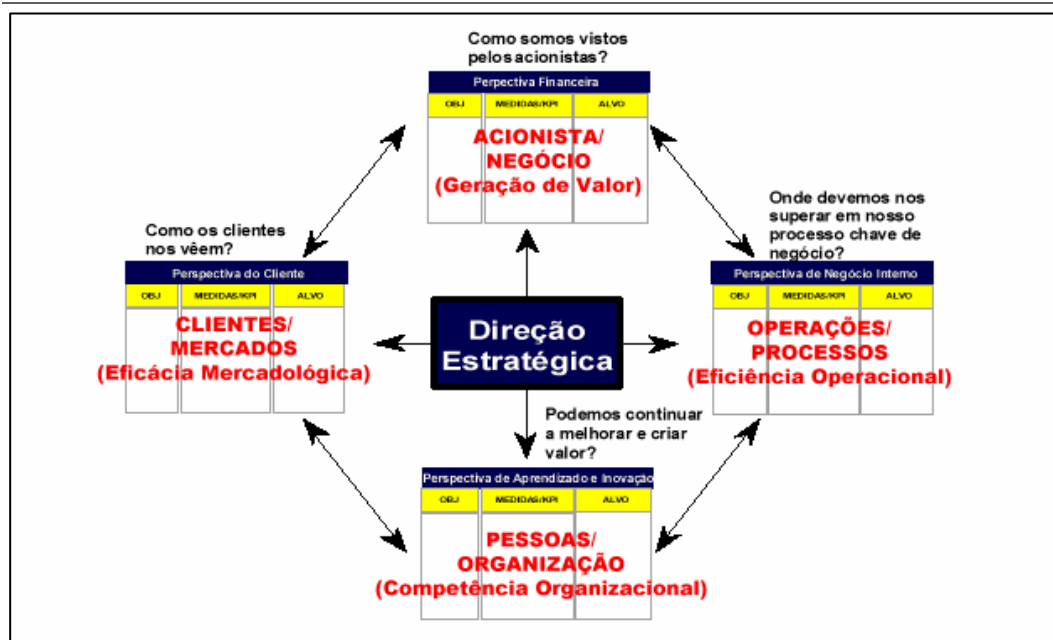 Como somos vistos
pelos acionistas?
Perpectiva Financeira
OBJ MEDIDAS/KPI ALVO
ACIONISTA/
NEGÓCIO
(Geração de Valor)
Como os clientes
nos vêem?
Perspectiva do Cliente
OBJ MEDIDAS/KPI ALVO
CLIENTES/
MERCADOS
(Eficácia Mercadológica)
Direção
Estratégica
Onde devemos nos
superar em nosso
processo chave de
negócio?
Perspectiva de Negócio Interno
OBJ MEDIDAS/KPI ALVO
OPERAÇÕES/
PROCESSOS
(Eficiência Operacional)
Podemos continuar
a melhorar e criar
valor?
Perspectiva de Aprendizado e Inovação
OBJ MEDIDAS/KPI ALVO
PESSOAS/
ORGANIZAÇÃO
(Competência Organizacional)